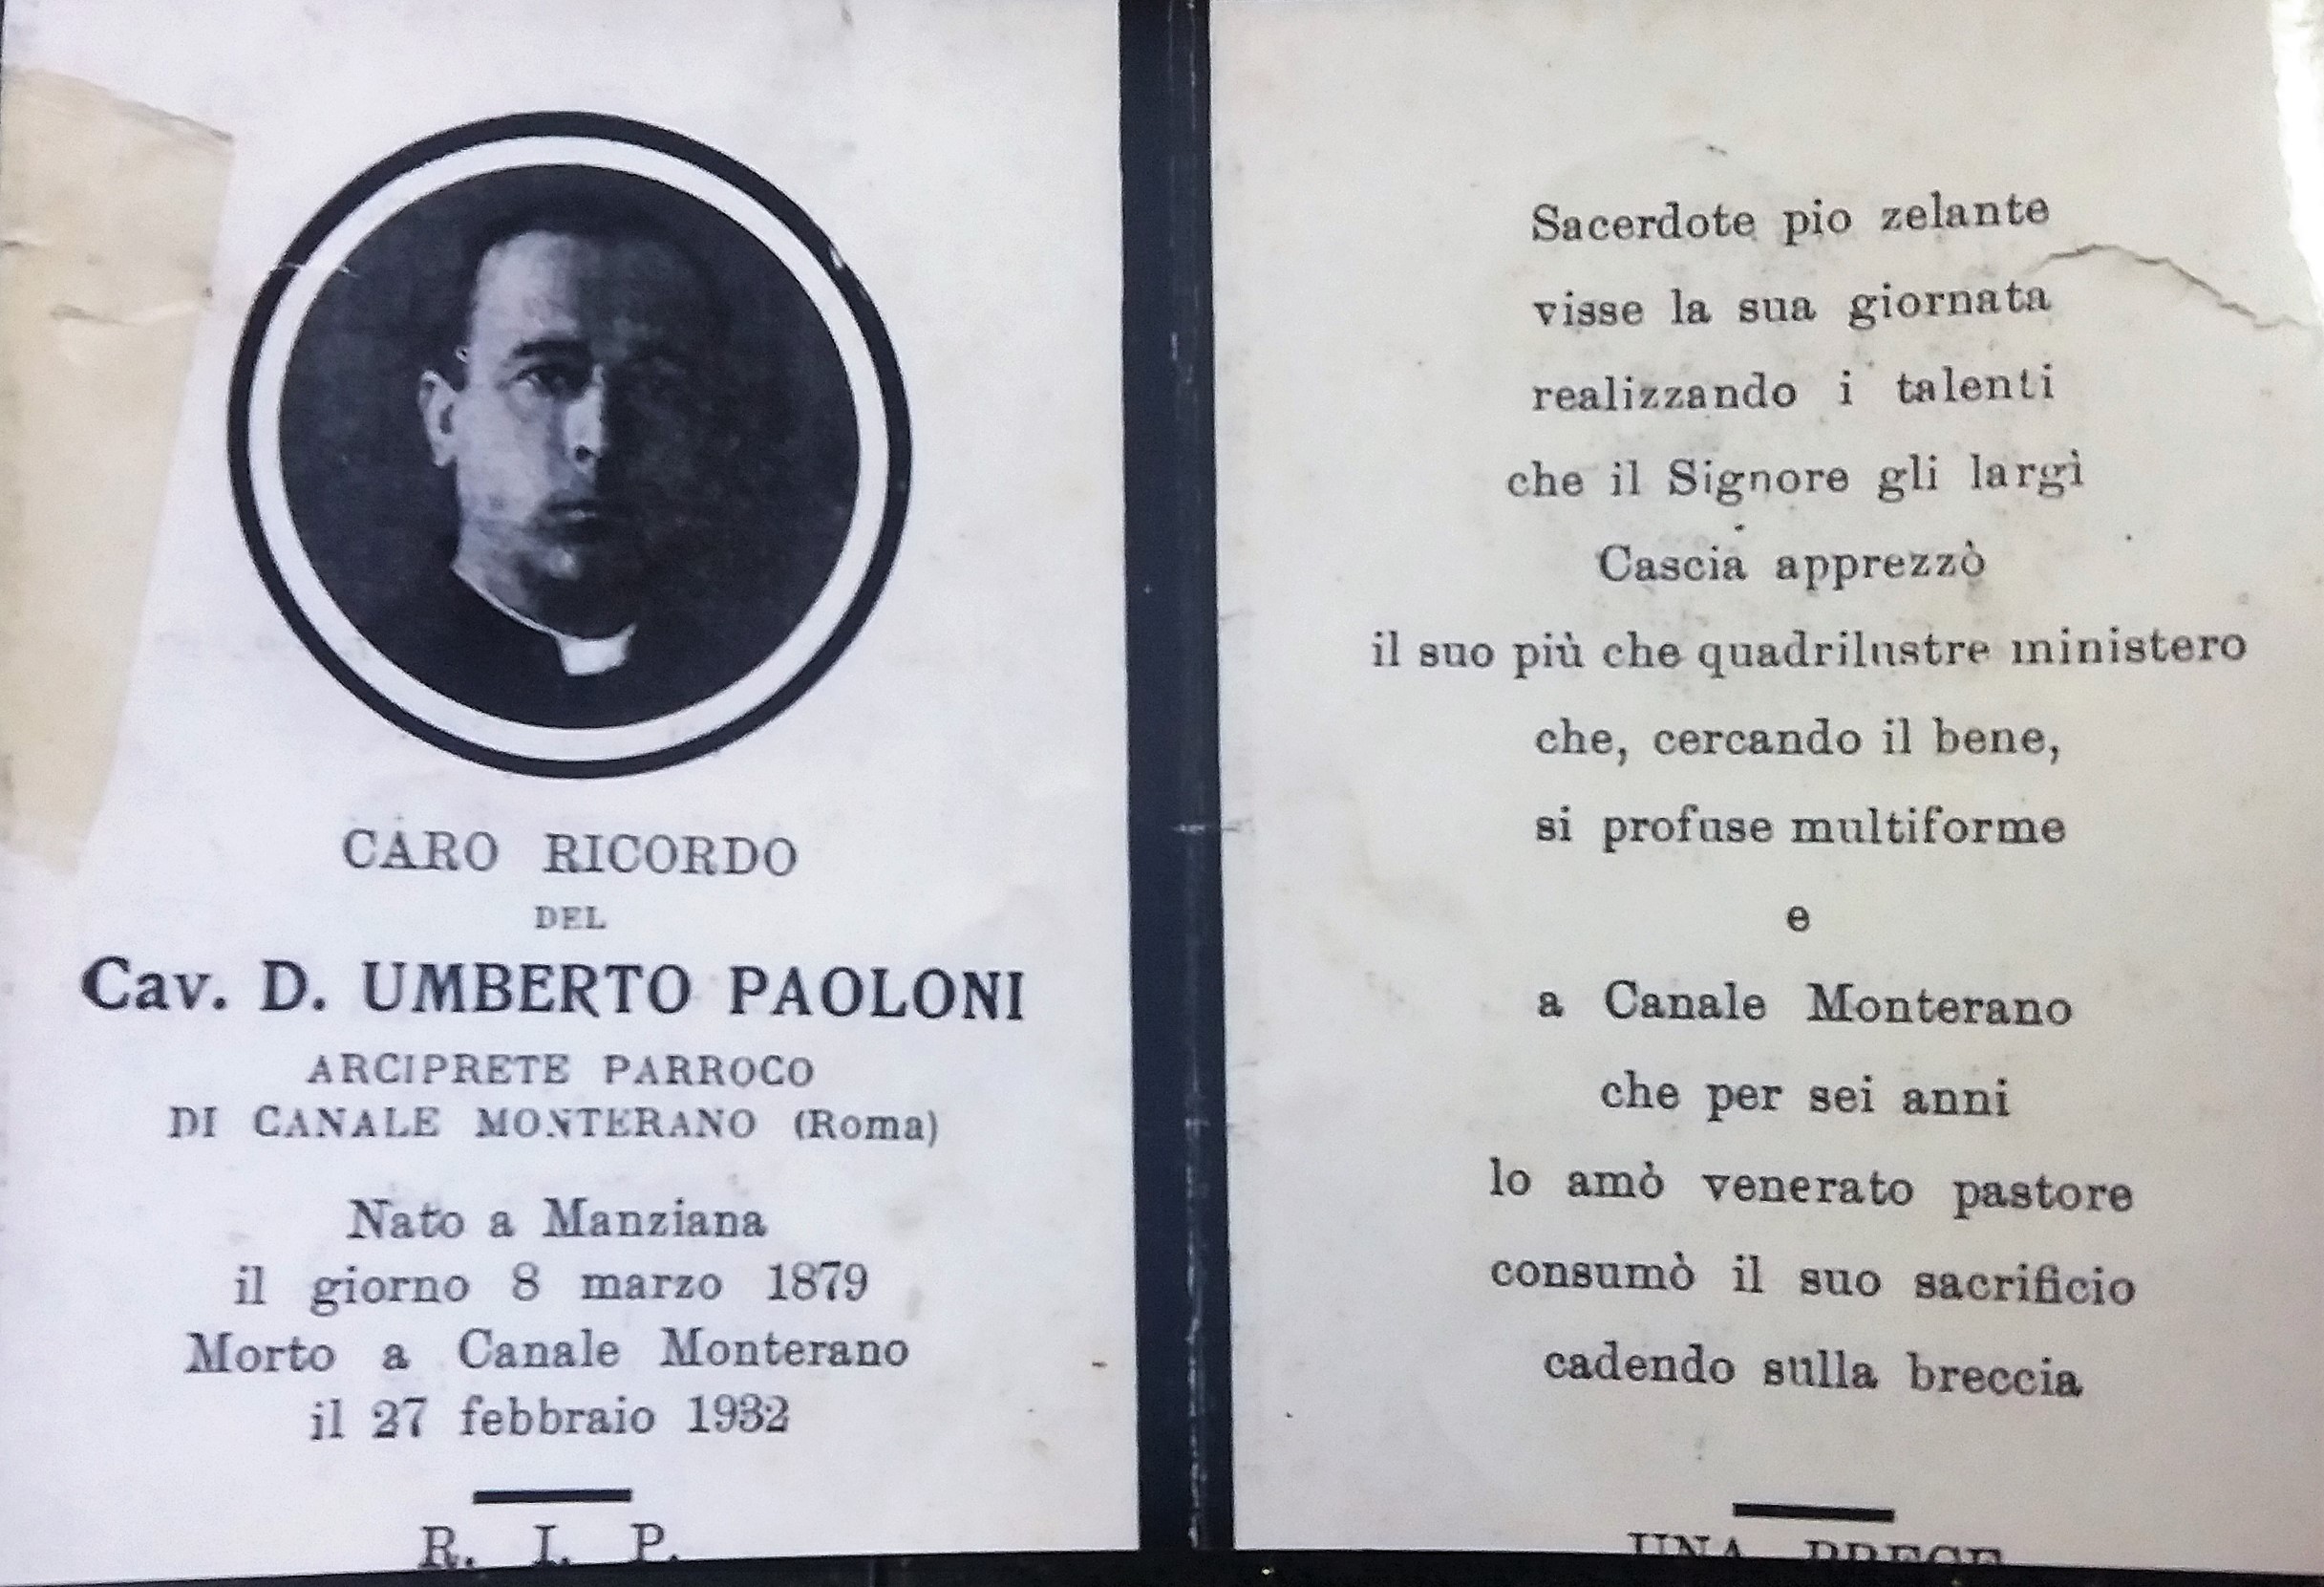 CARO RICORDO
DEL
Cav. D. UMBERTO PAOLONI
ARCIPRETE PARROCO
DI CANALE MONTERANO (Roma)
Nato a Manziana
il giorno 8 marzo 1879
Morto a Canale Monterano
il 27 febbraio 1932
R. I. P.
Sacerdote pio zelante
visse la sua giornata
realizzando i talenti
che il Signore gli largì
Cascia apprezzò
il suo più che quadrilustre ministero
che, cercando il bene,
si profuse multiforme
e
a Canale Monterano
che per sei anni
lo amò venerato pastore
consumò il suo sacrificio
cadendo sulla breccia
UNA PRECE